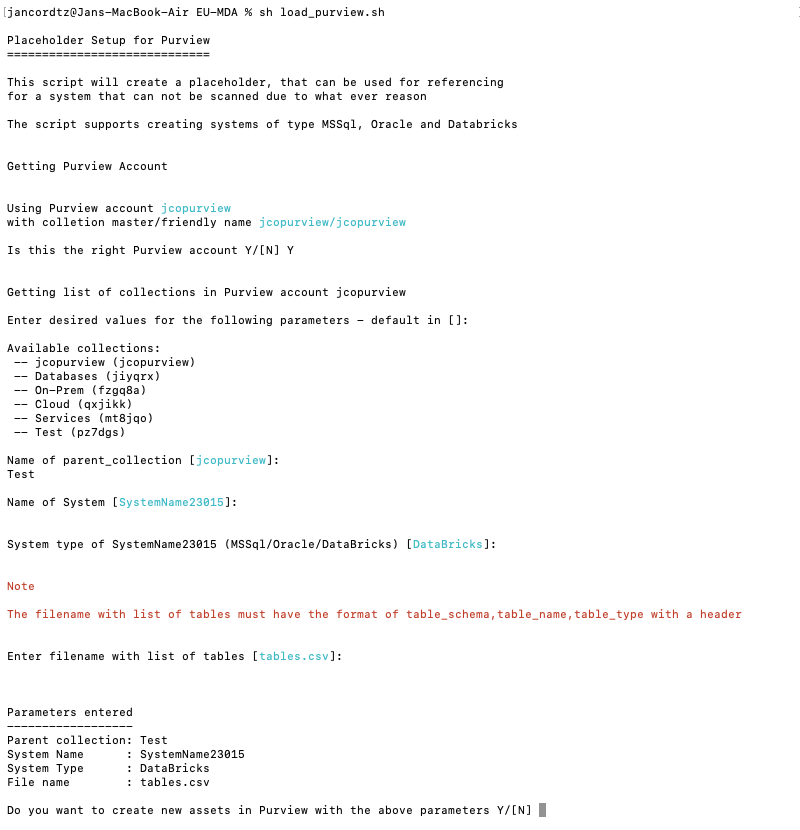 [jancordtz@Jans-MacBook-Air EU-MDA % sh load_purview.sh ]
Placeholder Setup for Purview
=============================
This script will create a placeholder, that can be used for referencing
for a system that can not be scanned due to what ever reason
The script supports creating systems of type MSSql, Oracle and Databricks
Getting Purview Account
Using Purview account jcopurview
with colletion master/friendly name jcopurview/jcopurview
Is this the right Purview account Y/[N] Y
Getting list of collections in Purview account jcopurview
Enter desired values for the following parameters - default in []:
Available collections:
-- jcopurview (jcopurview)
-- Databases (jiyqrx)
-- On-Prem (fzgq8a)
-- Cloud (qxjikk)
-- Services (mt8jqo)
-- Test (pz7dgs)
Name of parent_collection [jcopurview]:
Test
Name of System [SystemName23015]:
System type of SystemName23015 (MSSql/Oracle/DataBricks) [DataBricks]:
Note
The filename with list of tables must have the format of table_schema,table_name,table_type with a header
Enter filename with list of tables [tables.csv]:
Parameters entered
------------------
Parent collection: Test
System Name      : SystemName23015
System Type      : DataBricks
File name        : tables.csv
Do you want to create new assets in Purview with the above parameters Y/[N]